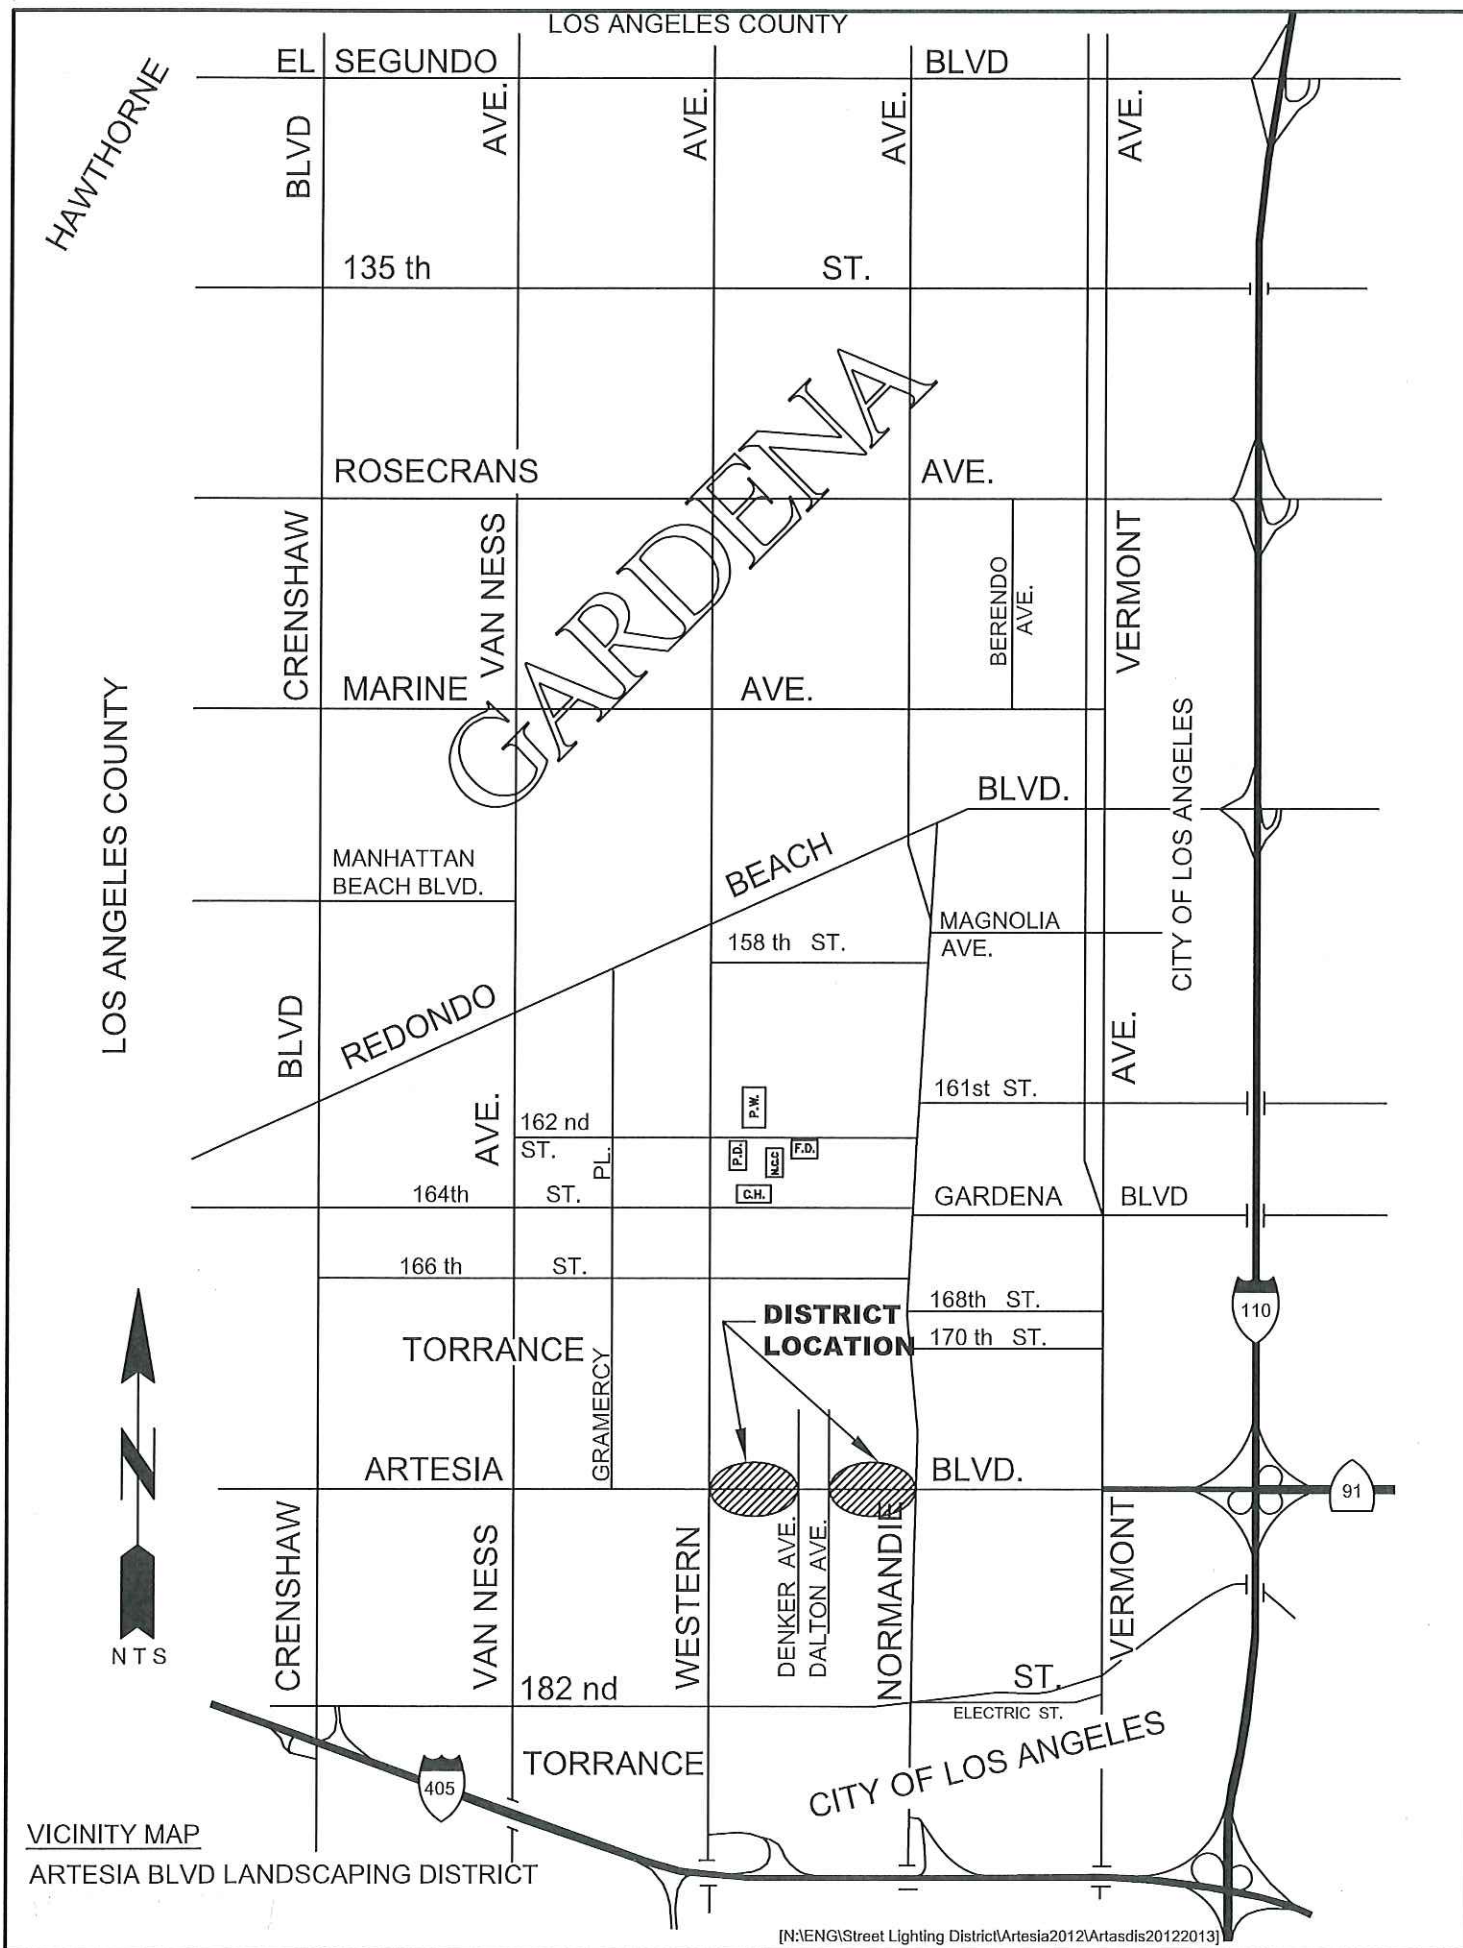 LOS ANGELES COUNTY
EL SEGUNDO BLVD
HAWTHORNE
BLVD
AVE.
AVE.
AVE.
AVE.
135 th ST.
GARDENA
ROSECRANS AVE.
CRENSHAW
VAN NESS
BERENDO
AVE.
VERMONT
MARINE AVE.
LOS ANGELES COUNTY
CITY OF LOS ANGELES
REDONDO BEACH BLVD.
MANHATTAN
BEACH BLVD.
MAGNOLIA
AVE.
158 th ST.
BLVD
AVE.
AVE.
161st ST.
P.W.
162 nd
ST.
PL.
P.D.
N.C.C
F.D.
C.H.
164th ST.
GARDENA BLVD
166 th ST.
168th ST.
110
DISTRICT
LOCATION
170 th ST.
TORRANCE
GRAMERCY
ARTESIA BLVD.
91
N
NTS
CRENSHAW
VAN NESS
WESTERN
DENKER AVE.
DALTON AVE.
NORMANDIE
VERMONT
182 nd ST.
ELECTRIC ST.
TORRANCE
CITY OF LOS ANGELES
405
VICINITY MAP
ARTESIA BLVD LANDSCAPING DISTRICT
[N:\ENG\Street Lighting District\Artesia2012\Artasdis20122013]